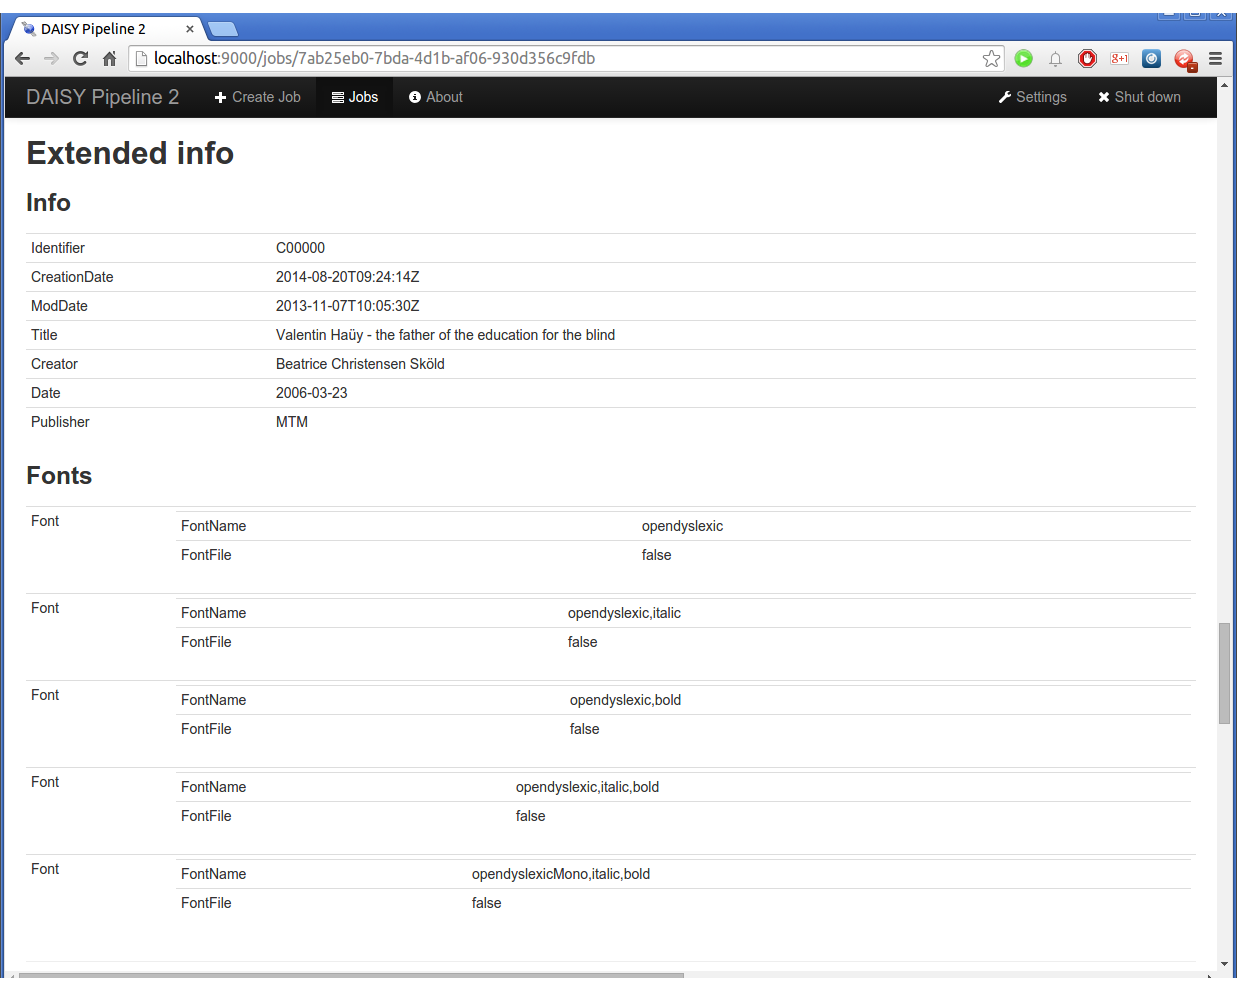 DAISY Pipeline 2
localhost:9000/jobs/7ab25eb0-7bda-4d1b-af06-930d356c9fdb
DAISY Pipeline 2 Create Job Jobs About Settings Shut down
Extended info
Info
Identifier C00000
CreationDate 2014-08-20T09:24:14Z
ModDate 2013-11-07T10:05:30Z
Title Valentin Haüy - the father of the education for the blind
Creator Beatrice Christensen Sköld
Date 2006-03-23
Publisher MTM
Fonts
Font FontName opendyslexic
FontFile false
Font FontName opendyslexic,italic
FontFile false
Font FontName opendyslexic,bold
FontFile false
Font FontName opendyslexic,italic,bold
FontFile false
Font FontName opendyslexicMono,italic,bold
FontFile false